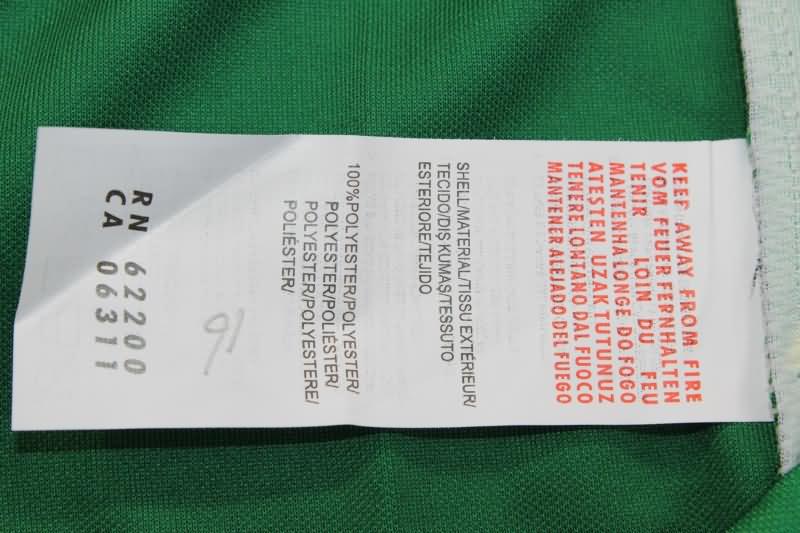 KEEP AWAY FROM FIRE
VOM FEUER FERNHALTEN
TENIR LOIN DU FEU
MANTENHA LONGE DO FOGO
ATEŞTEN UZAK TUTUNUZ
TENERE LONTANO DAL FUOCO
MANTENER ALEJADO DEL FUEGO
SHELL/MATERIAL/TISSU EXTÉRIEUR/
TECIDO/DIŞ KUMAŞ/TESSUTO
ESTERIORE/TEJIDO
100%POLYESTER/POLYESTER/
POLYESTER/POLIÉSTER/
POLYESTER/POLYESTERE/
POLIÉSTER/
RN 62200
CA 06311